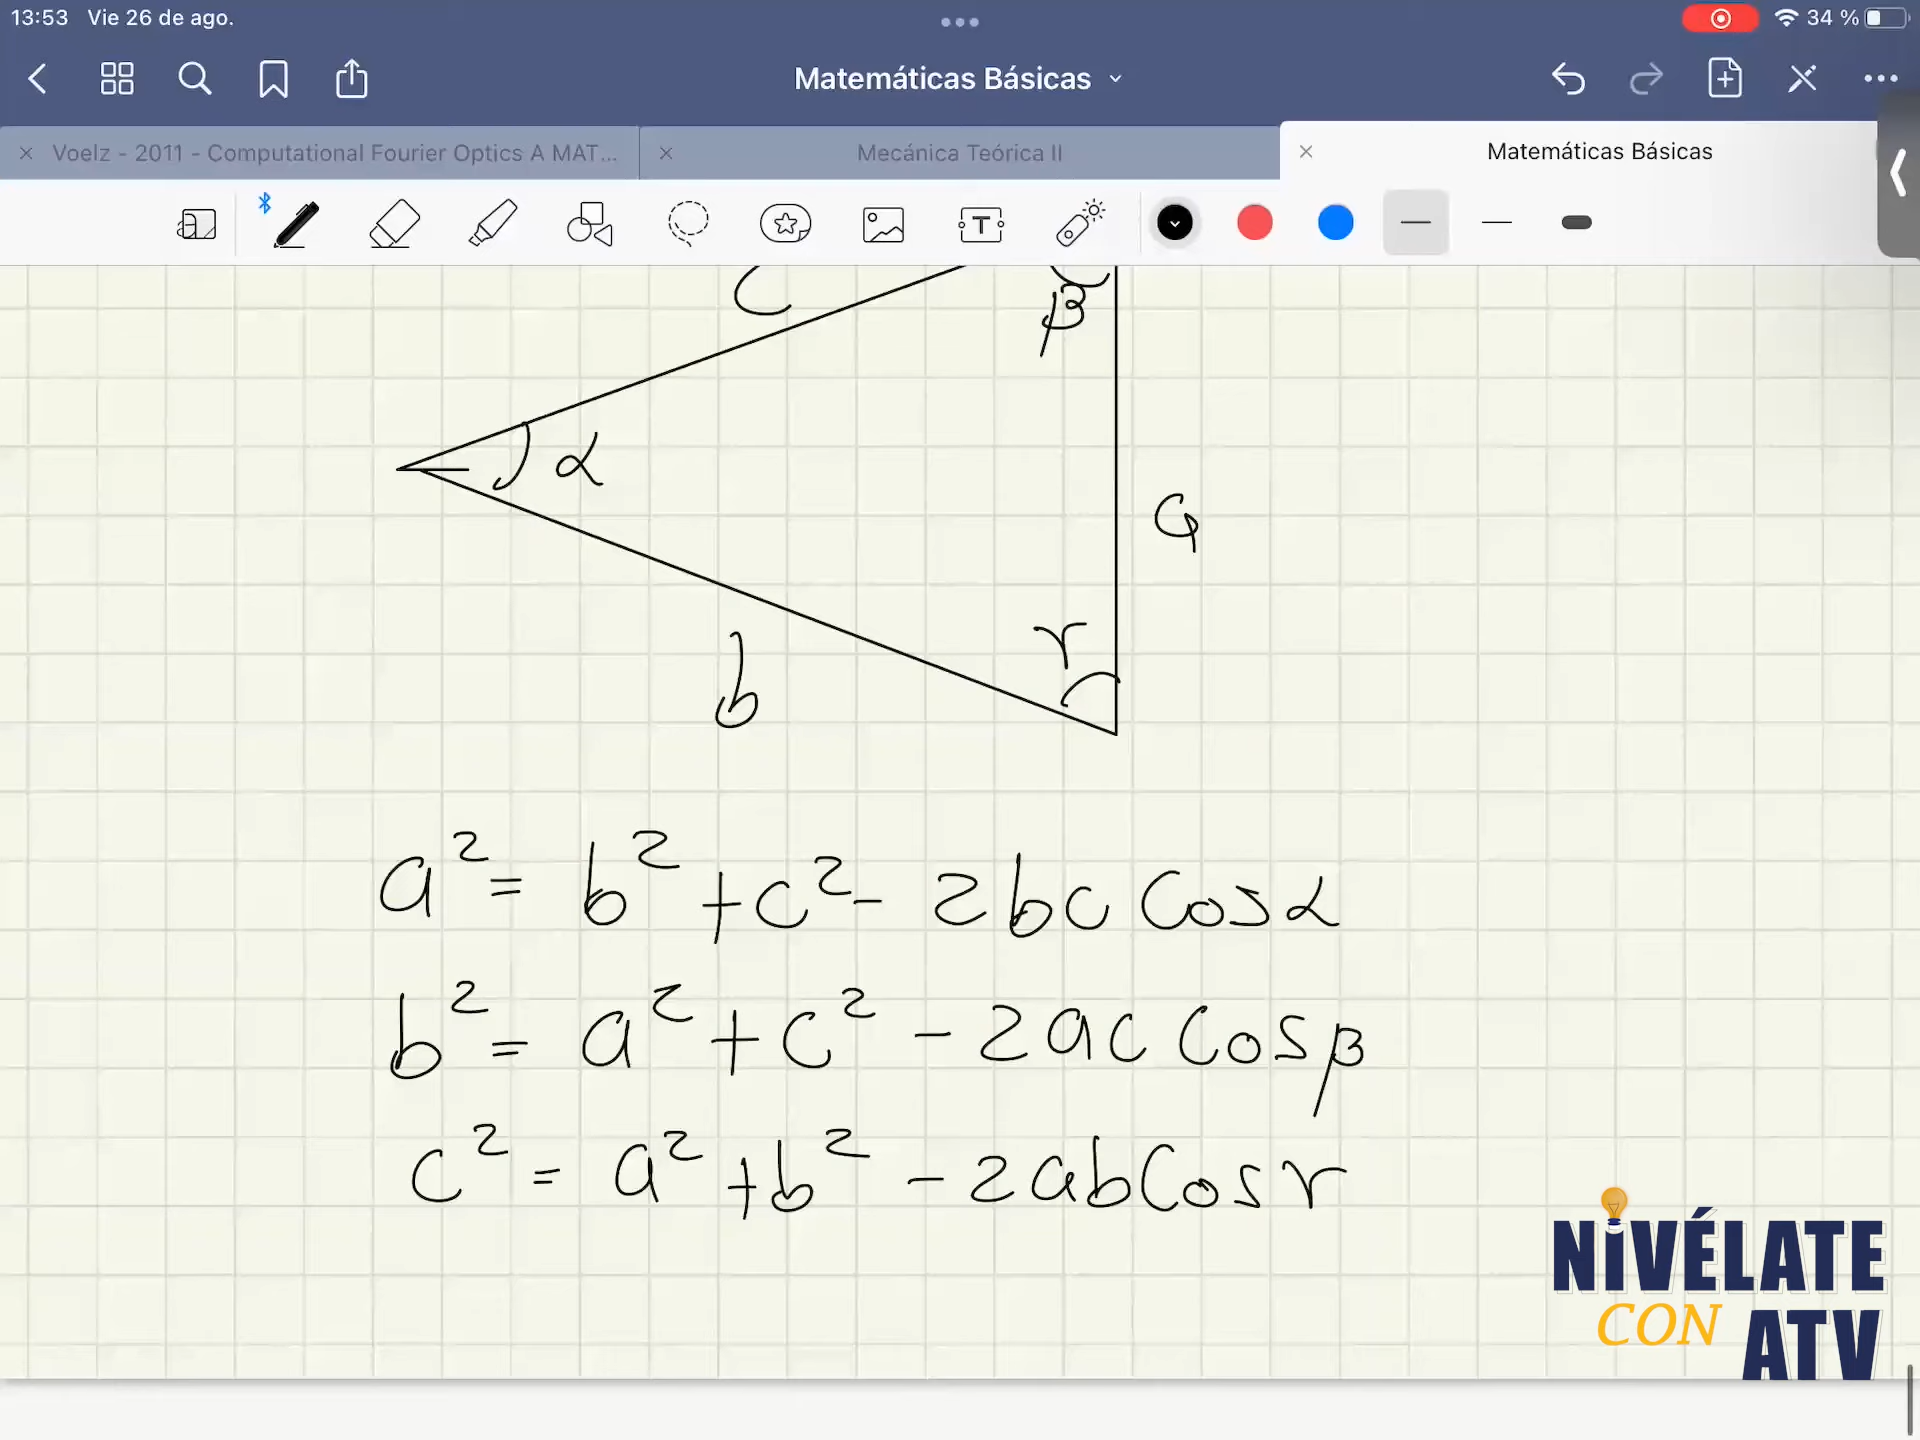 13:53 Vie 26 de ago. 34 %
Matemáticas Básicas
Voelz - 2011 - Computational Fourier Optics A MAT... Mecánica Teórica II Matemáticas Básicas
T
c
β
α
a
γ
b
a² = b² + c² - 2bc Cos α
b² = a² + c² - 2ac Cos β
c² = a² + b² - 2ab Cos γ
NIVÉLATE
CON
ATV